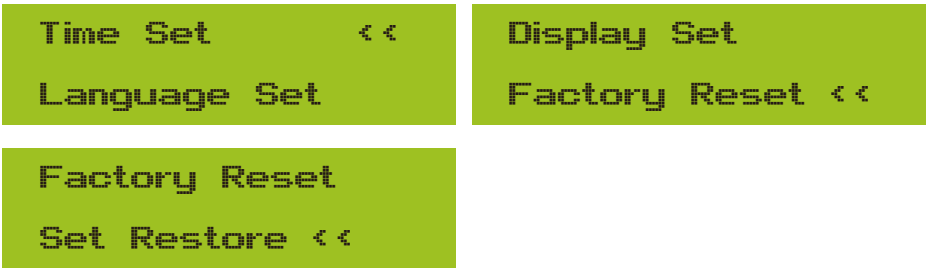 Time Set <<
Language Set
Display Set
Factory Reset <<
Factory Reset
Set Restore <<